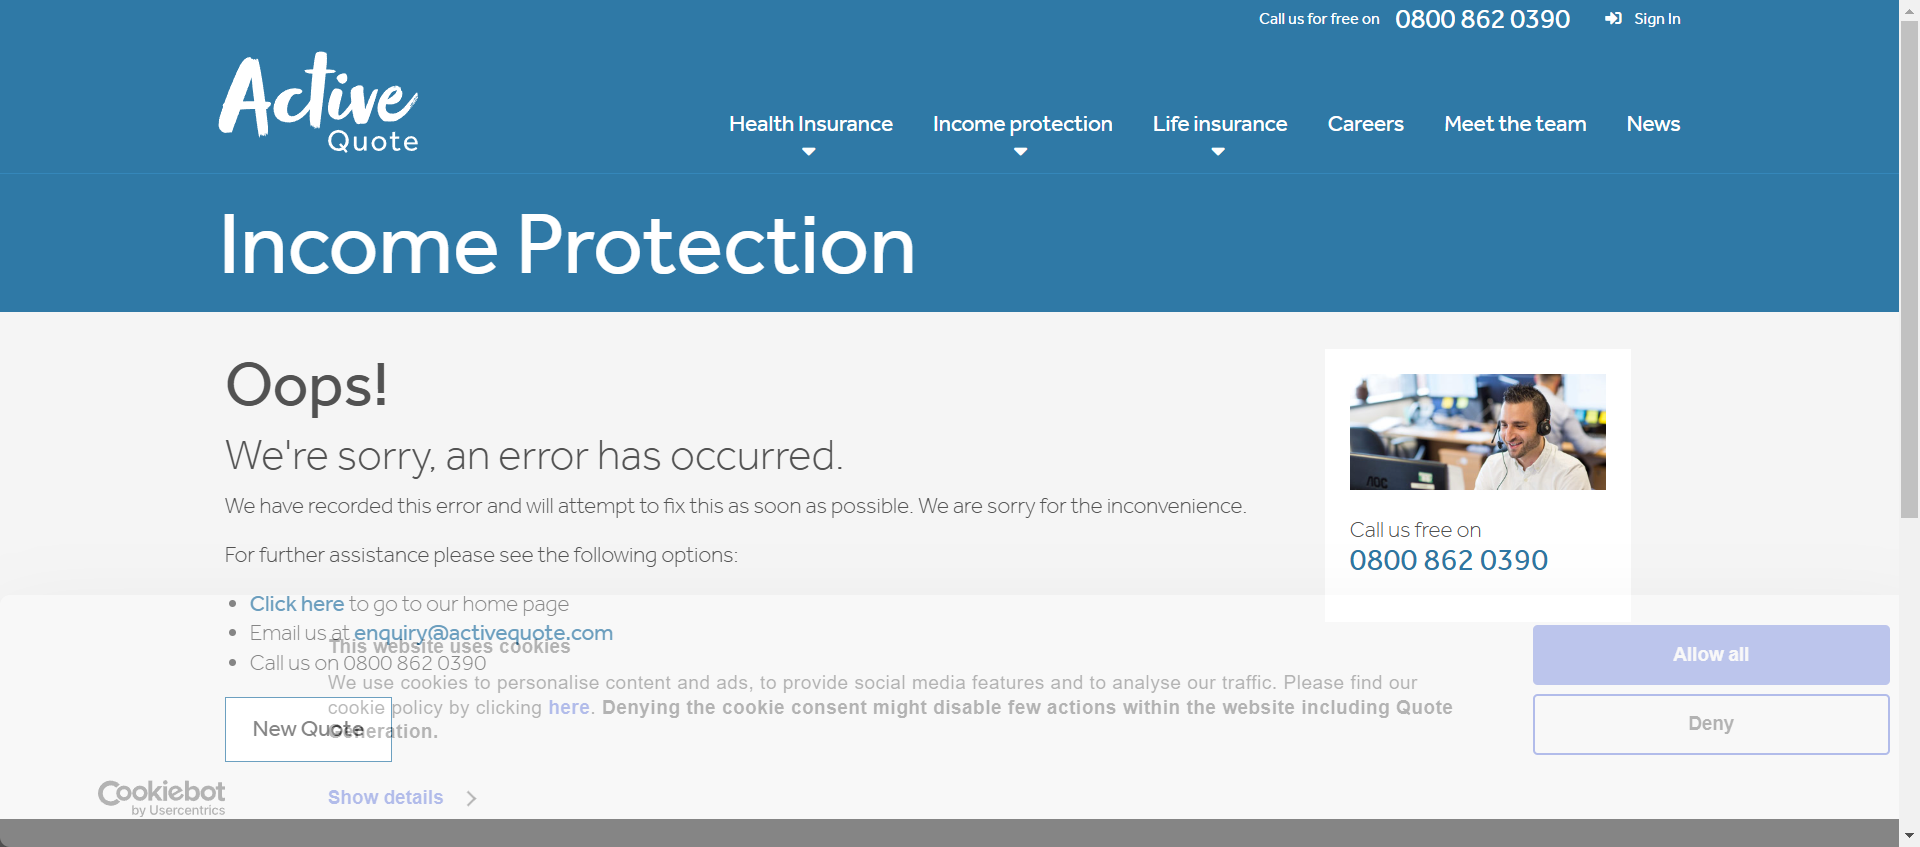 Call us for free on 0800 862 0390 Sign In
Active
Quote
Health Insurance Income protection Life insurance Careers Meet the team News
Income Protection
Oops!
We're sorry, an error has occurred.
We have recorded this error and will attempt to fix this as soon as possible. We are sorry for the inconvenience.
For further assistance please see the following options:
Click here to go to our home page
Email us at enquiry@activequote.com
Call us on 0800 862 0390
New Quote
AOC
Call us free on
0800 862 0390
This website uses cookies
We use cookies to personalise content and ads, to provide social media features and to analyse our traffic. Please find our
cookie policy by clicking here. Denying the cookie consent might disable few actions within the website including Quote
Generation.
Show details
Allow all
Deny
Cookiebot
by Usercentrics